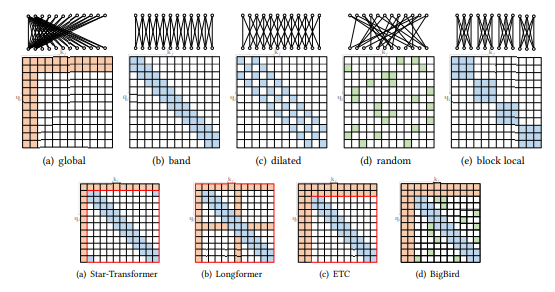 (a) global
(b) band
(c) dilated
(d) random
(e) block local
(a) Star-Transformer
(b) Longformer
(c) ETC
(d) BigBird